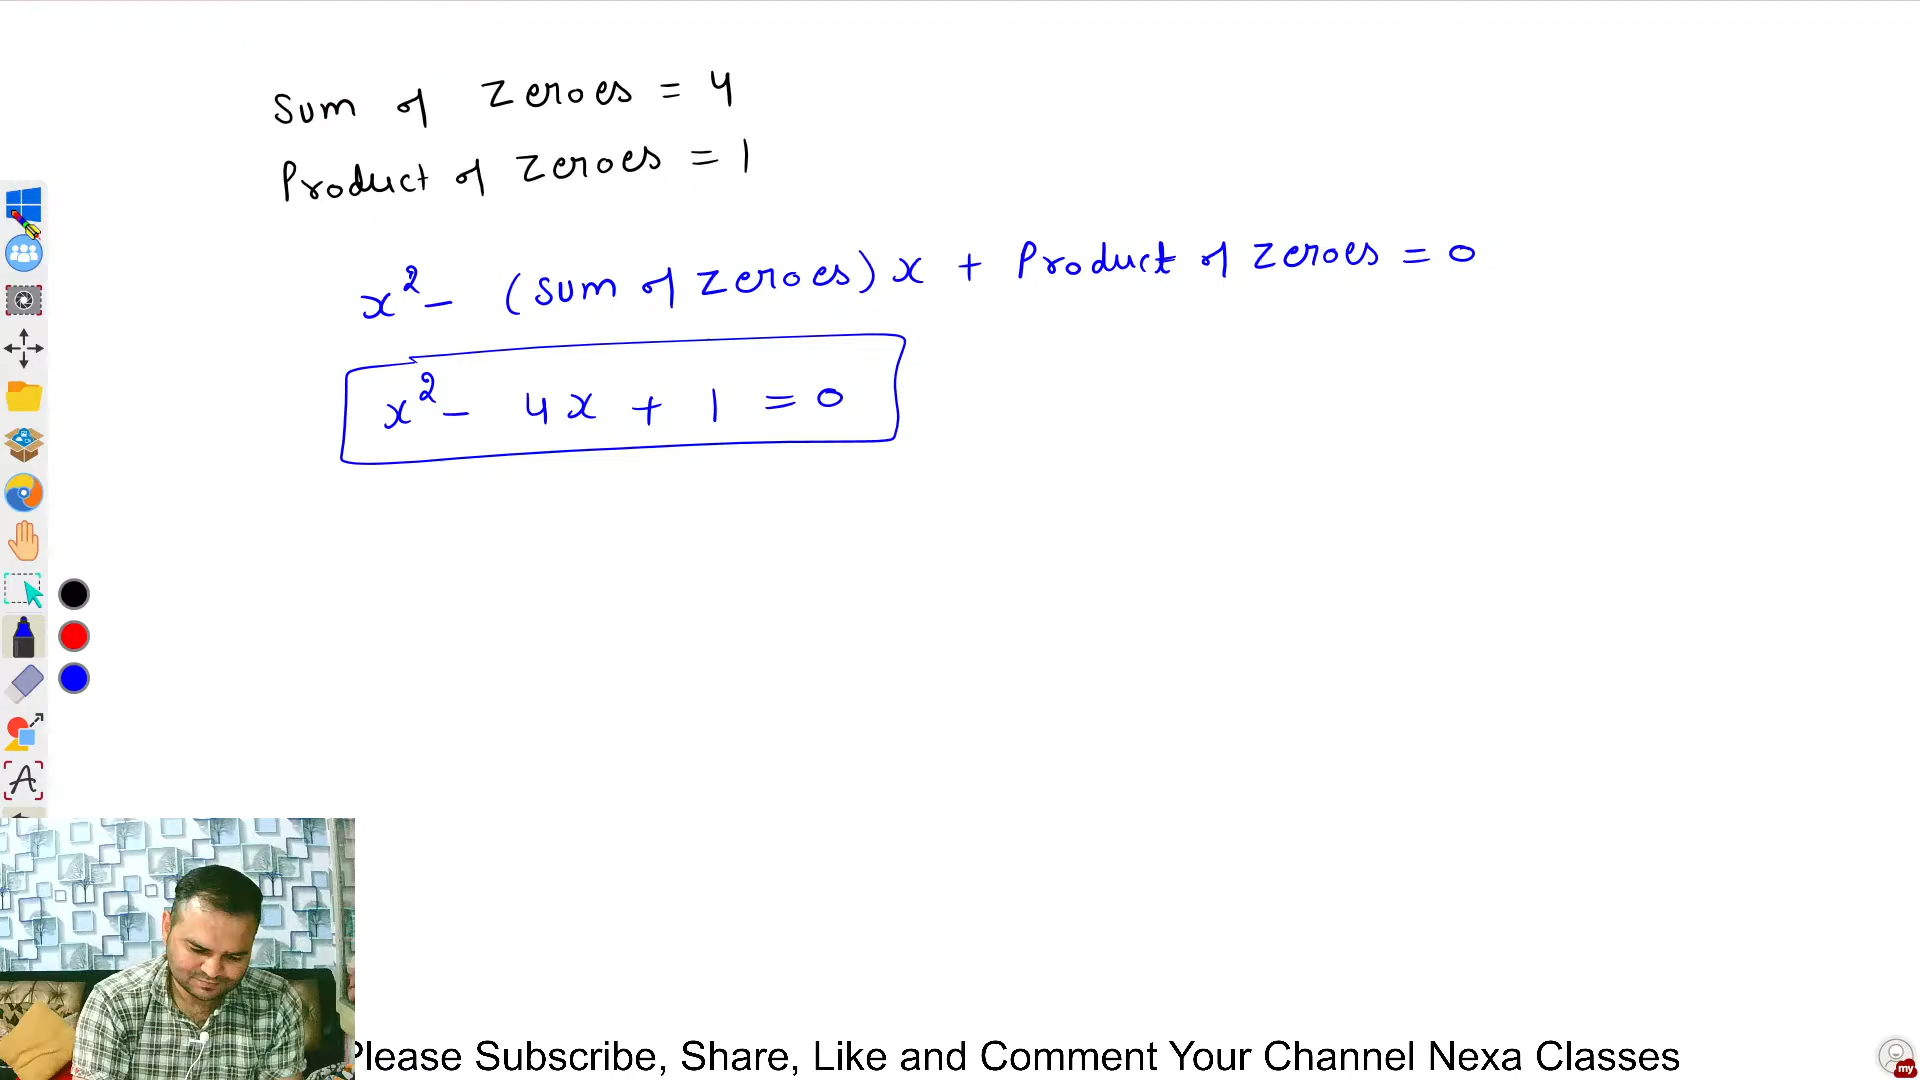 Sum of Zeroes = 4
Product of Zeroes = 1
x² - (Sum of Zeroes) x + Product of Zeroes = 0
x² - 4x + 1 = 0
A
Please Subscribe, Share, Like and Comment Your Channel Nexa Classes
my